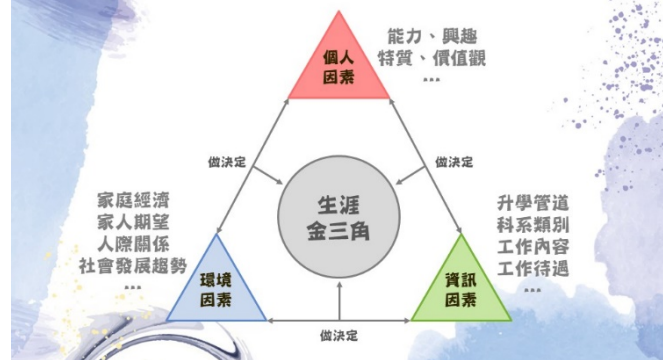 個人
因素
能力、興趣
特質、價值觀
...
做決定
做決定
生涯
金三角
家庭經濟
家人期望
人際關係
社會發展趨勢
...
升學管道
科系類別
工作內容
工作待遇
...
環境
因素
資訊
因素
做決定